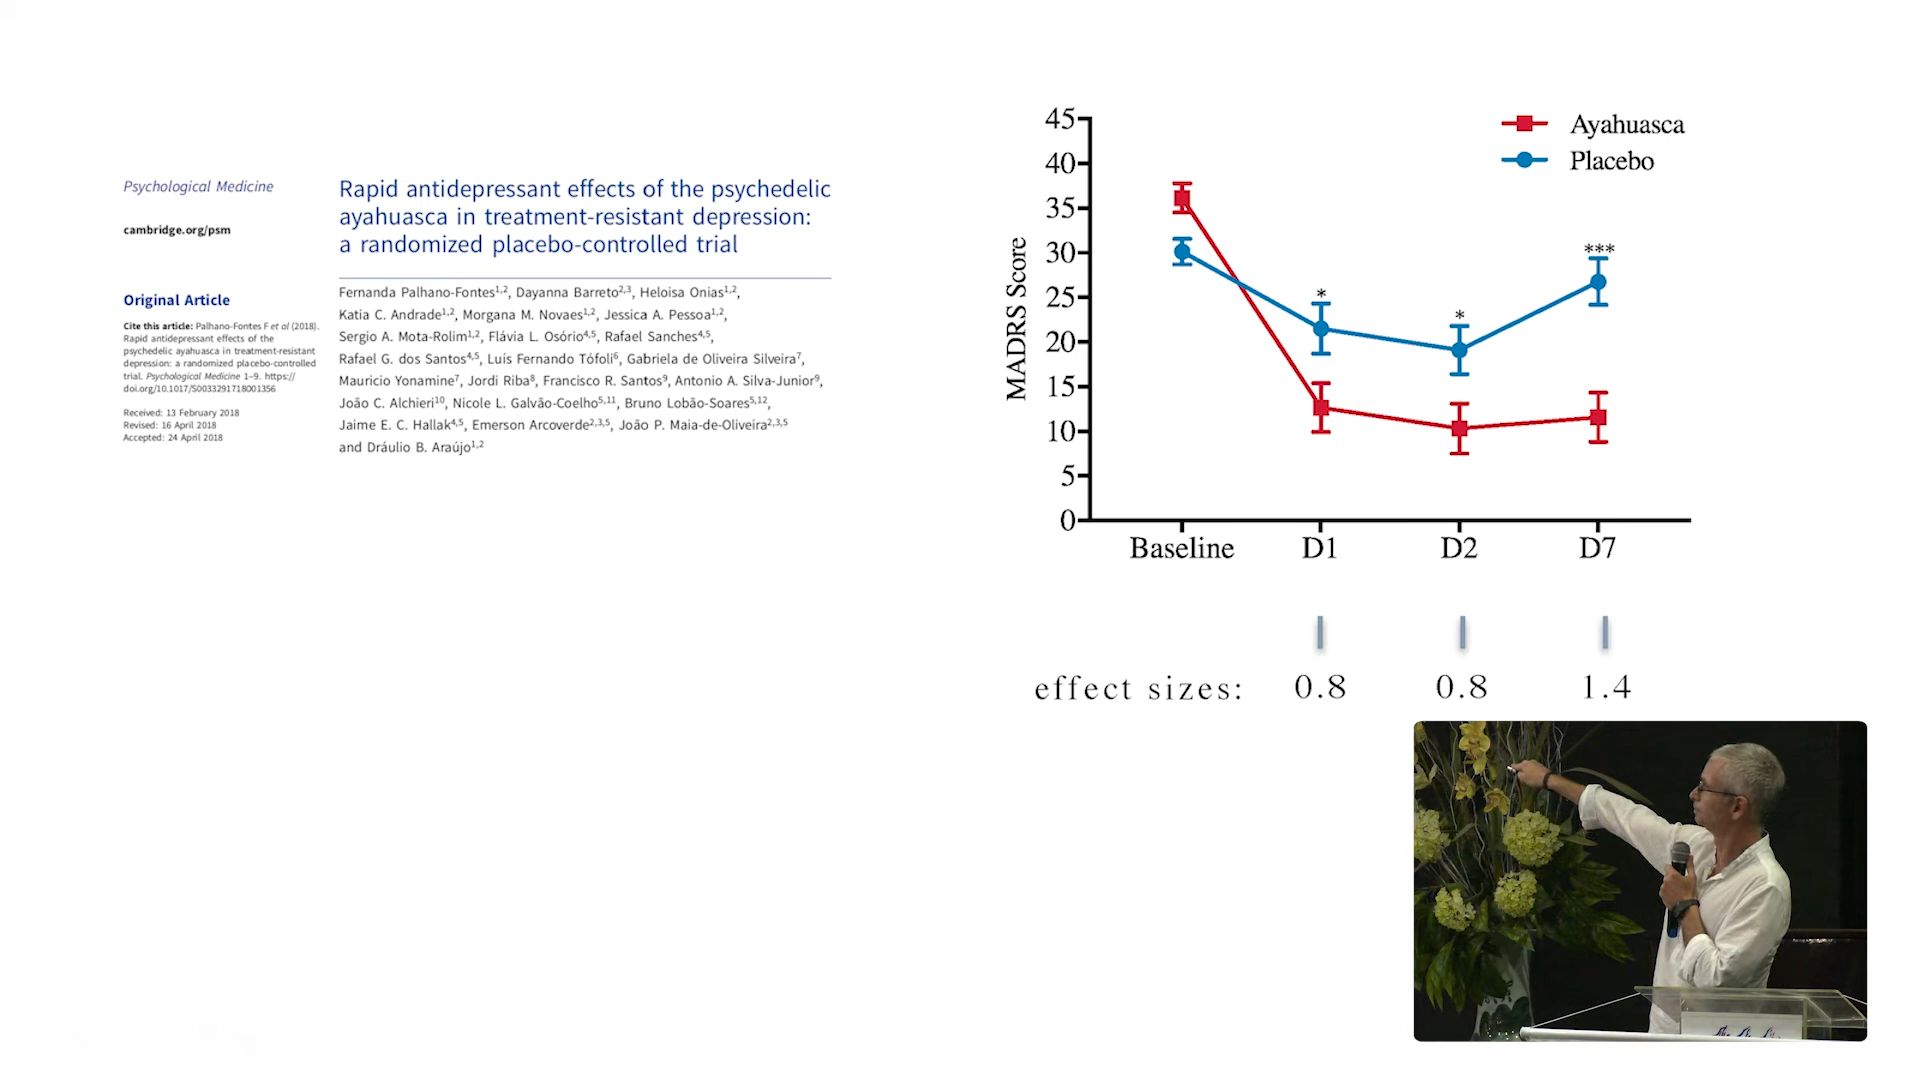 Psychological Medicine
cambridge.org/psm
Original Article
Cite this article: Palhano-Fontes F et al (2018).
Rapid antidepressant effects of the
psychedelic ayahuasca in treatment-resistant
depression: a randomized placebo-controlled
trial. Psychological Medicine 1–9. https://
doi.org/10.1017/S0033291718001356
Received: 13 February 2018
Revised: 16 April 2018
Accepted: 24 April 2018
Rapid antidepressant effects of the psychedelic
ayahuasca in treatment-resistant depression:
a randomized placebo-controlled trial
Fernanda Palhano-Fontes1,2, Dayanna Barreto2,3, Heloisa Onias1,2,
Katia C. Andrade1,2, Morgana M. Novaes1,2, Jessica A. Pessoa1,2,
Sergio A. Mota-Rolim1,2, Flávia L. Osório4,5, Rafael Sanches4,5,
Rafael G. dos Santos4,5, Luís Fernando Tófoli6, Gabriela de Oliveira Silveira7,
Mauricio Yonamine7, Jordi Riba8, Francisco R. Santos9, Antonio A. Silva-Junior9,
João C. Alchieri10, Nicole L. Galvão-Coelho5,11, Bruno Lobão-Soares5,12,
Jaime E. C. Hallak4,5, Emerson Arcoverde2,3,5, João P. Maia-de-Oliveira2,3,5
and Dráulio B. Araújo1,2
MADRS Score
45
40
35
30
25
20
15
10
5
0
Ayahuasca
Placebo
*
*
***
Baseline D1 D2 D7
effect sizes: 0.8 0.8 1.4